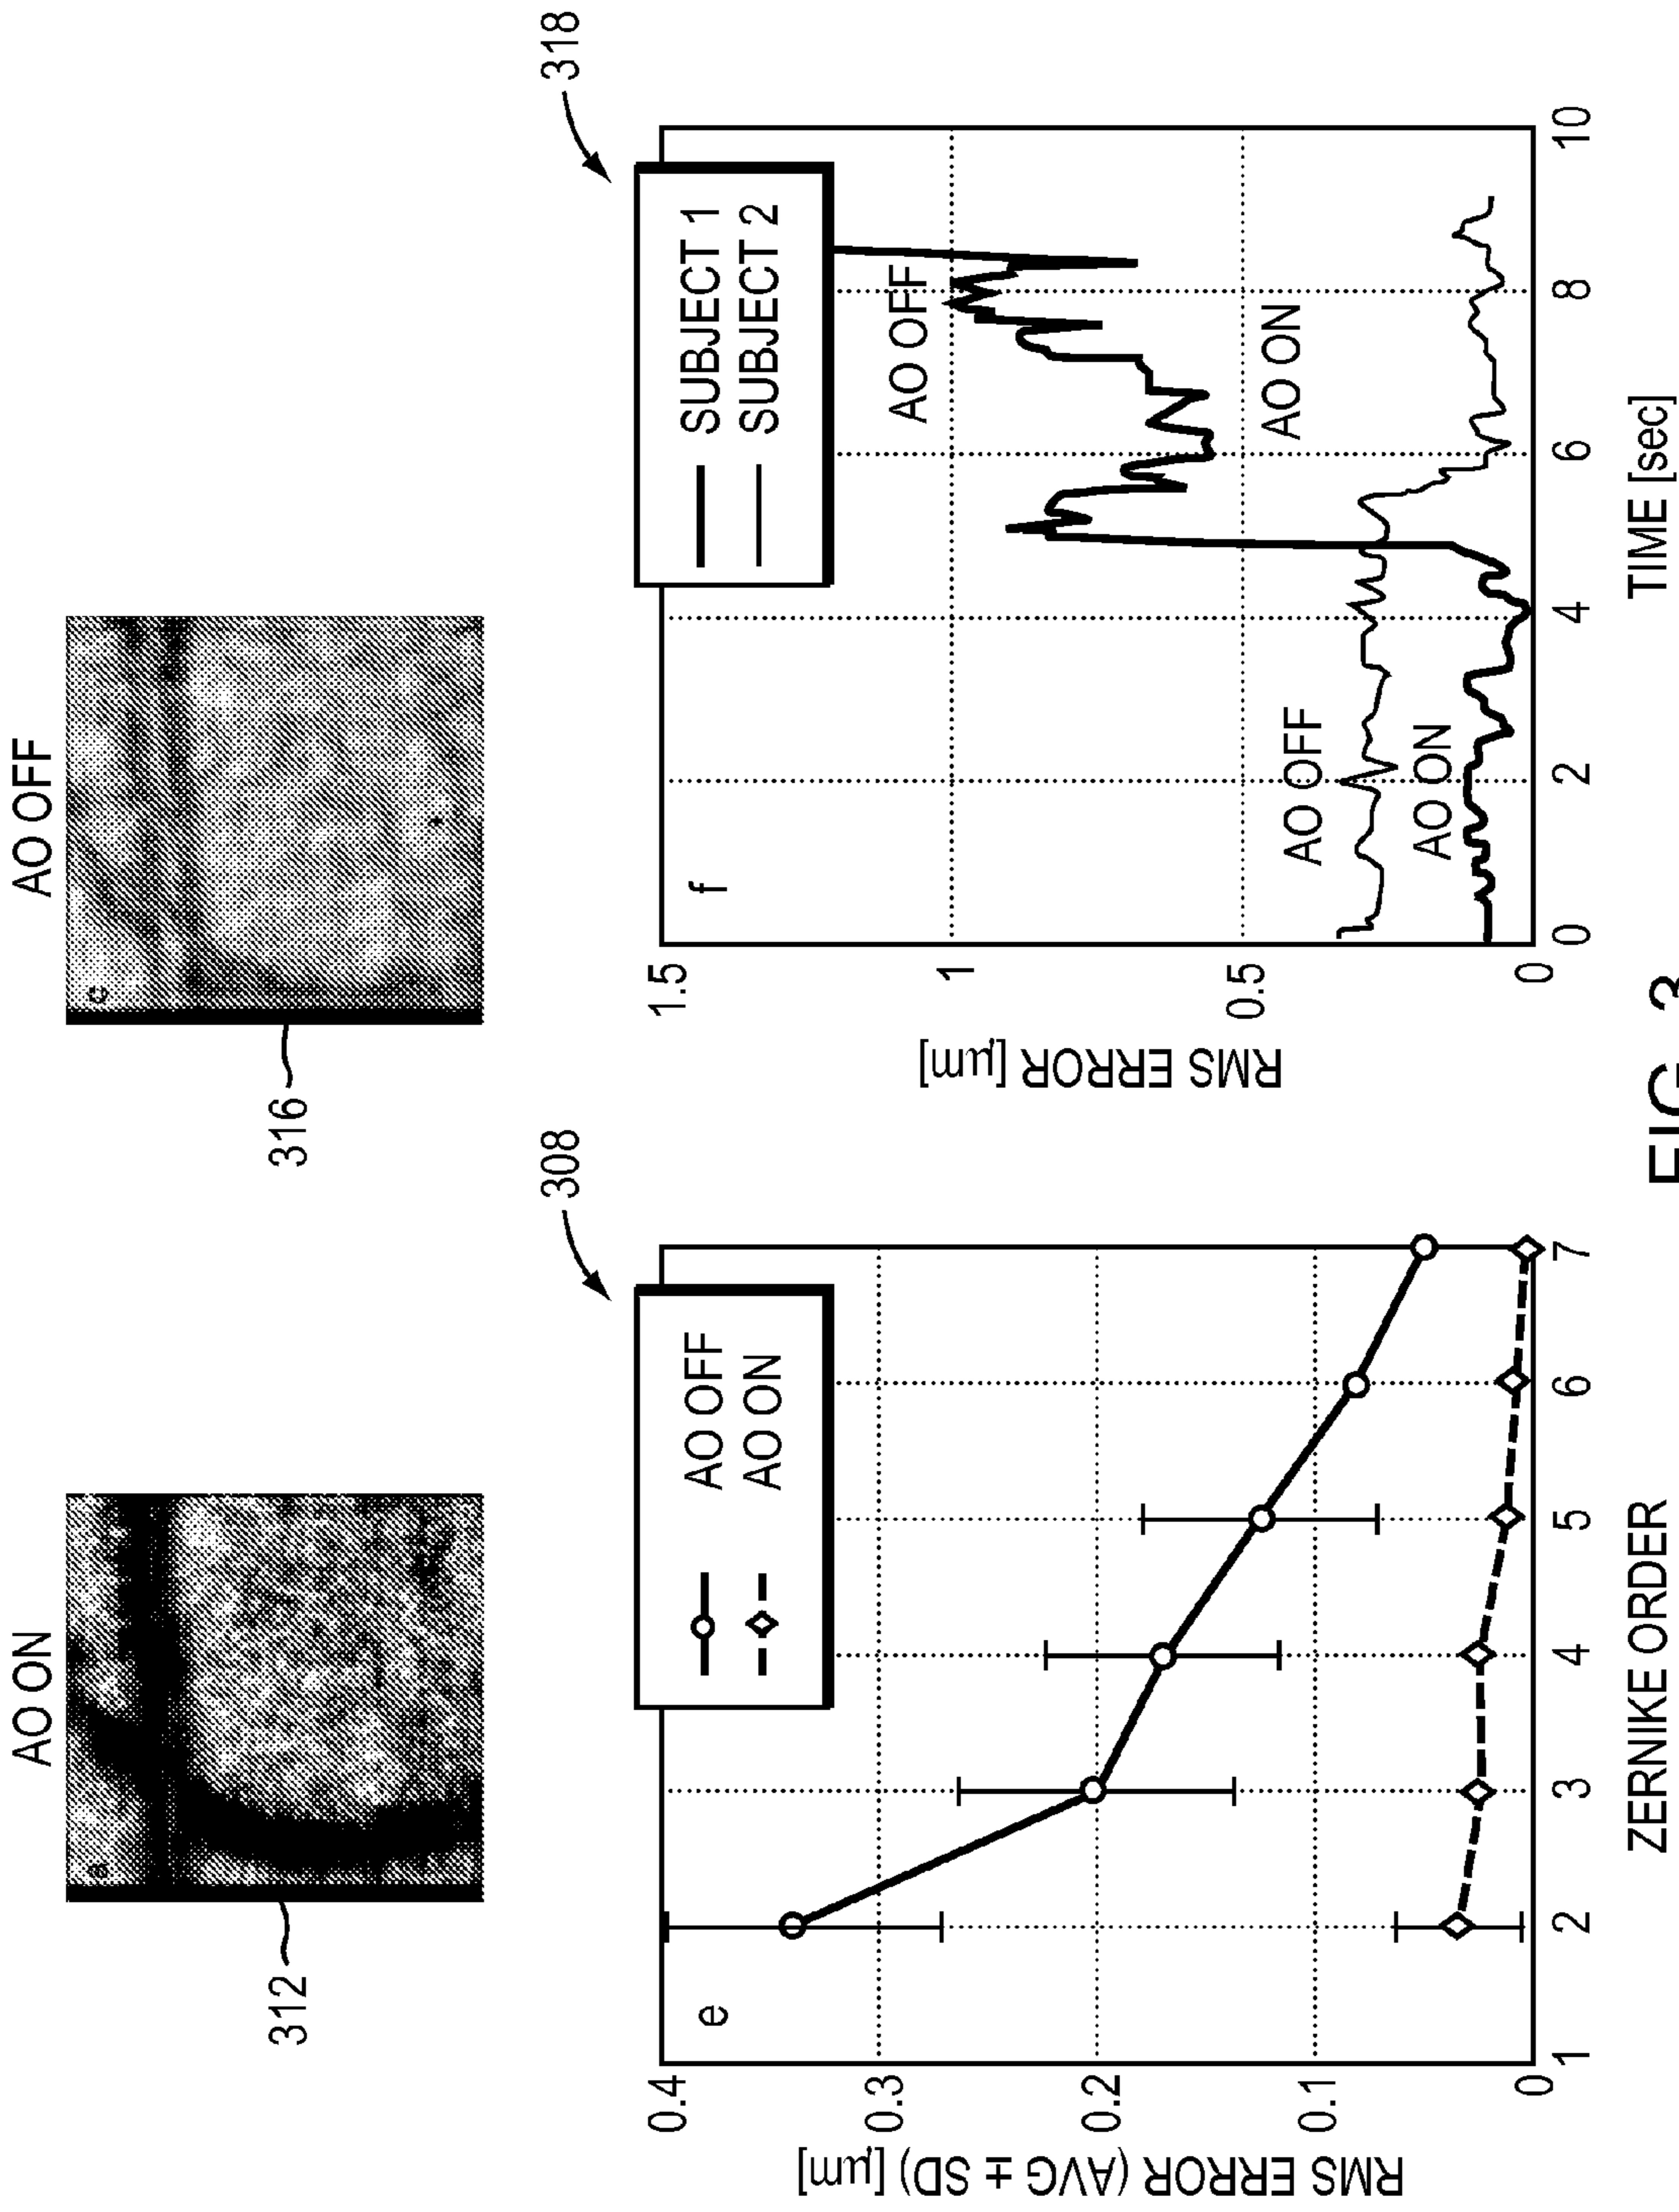 AO ON
AO OFF
312
316
308
318
e
AO OFF
AO ON
0.4
0.3
0.2
0.1
0
1
2
3
4
5
6
7
RMS ERROR (AVG ± SD) [µm]
ZERNIKE ORDER
f
SUBJECT 1
SUBJECT 2
AO OFF
AO ON
AO OFF
AO ON
1.5
1
0.5
0
0
2
4
6
8
10
RMS ERROR [µm]
TIME [sec]